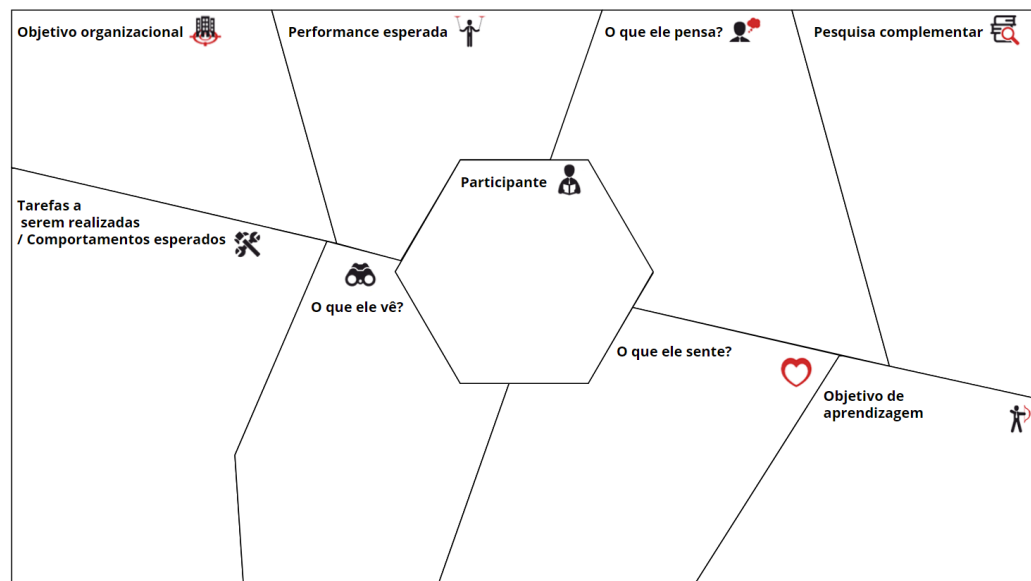 Objetivo organizacional
Performance esperada
O que ele pensa?
Pesquisa complementar
Participante
Tarefas a
serem realizadas
/ Comportamentos esperados
O que ele vê?
O que ele sente?
Objetivo de
aprendizagem